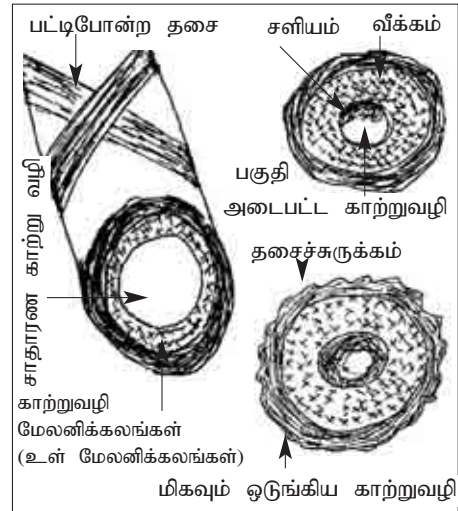 பட்டிபோன்ற தசை
சளியம்
வீக்கம்
பகுதி
அடைபட்ட காற்றுவழி
சாதாரண காற்று வழி
தசைச்சுருக்கம்
காற்றுவழி
மேலனிக்கலங்கள்
(உள் மேலனிக்கலங்கள்)
மிகவும் ஒடுங்கிய காற்றுவழி